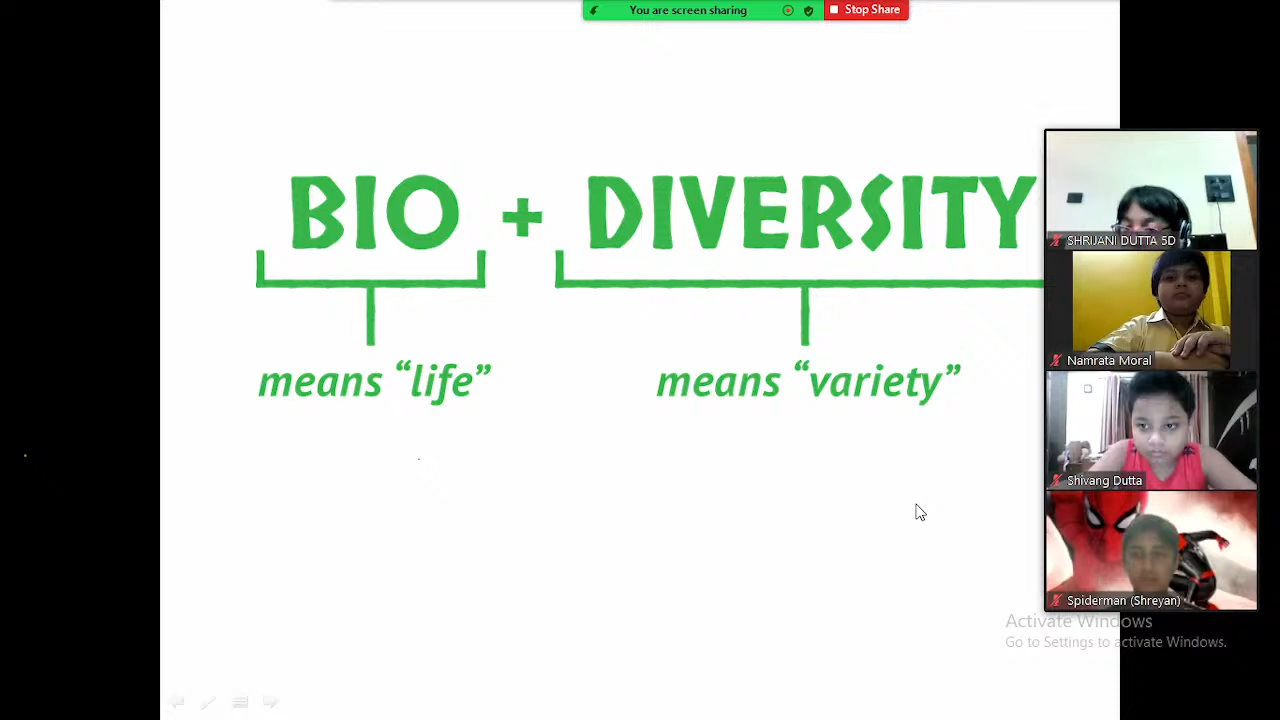 You are screen sharing
Stop Share
BIO + DIVERSITY
means “life”
means “variety”
SHRIJANI DUTTA 5D
Namrata Moral
Shivang Dutta
Spiderman (Shreyan)
Activate Windows
Go to Settings to activate Windows.